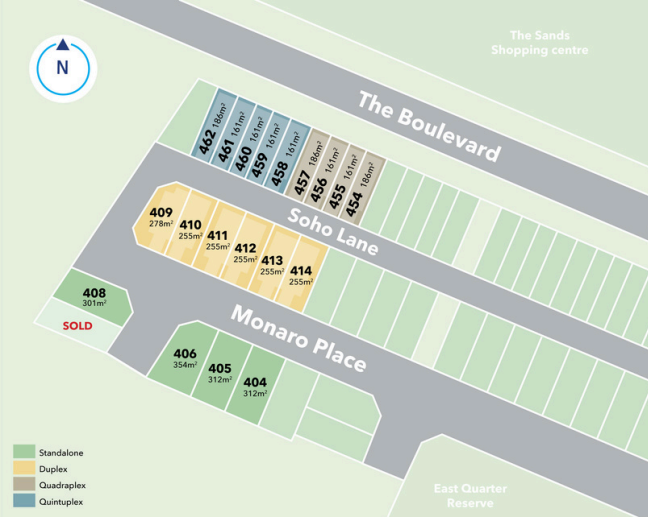 The Sands
Shopping centre
N
The Boulevard
462 186m²
461 161m²
460 161m²
459 161m²
458 161m²
457 186m²
456 161m²
455 161m²
454 186m²
Soho Lane
409
278m²
410
255m²
411
255m²
412
255m²
413
255m²
414
255m²
408
301m²
SOLD
Monaro Place
406
354m²
405
312m²
404
312m²
Standalone
Duplex
Quadraplex
Quintuplex
East Quarter
Reserve